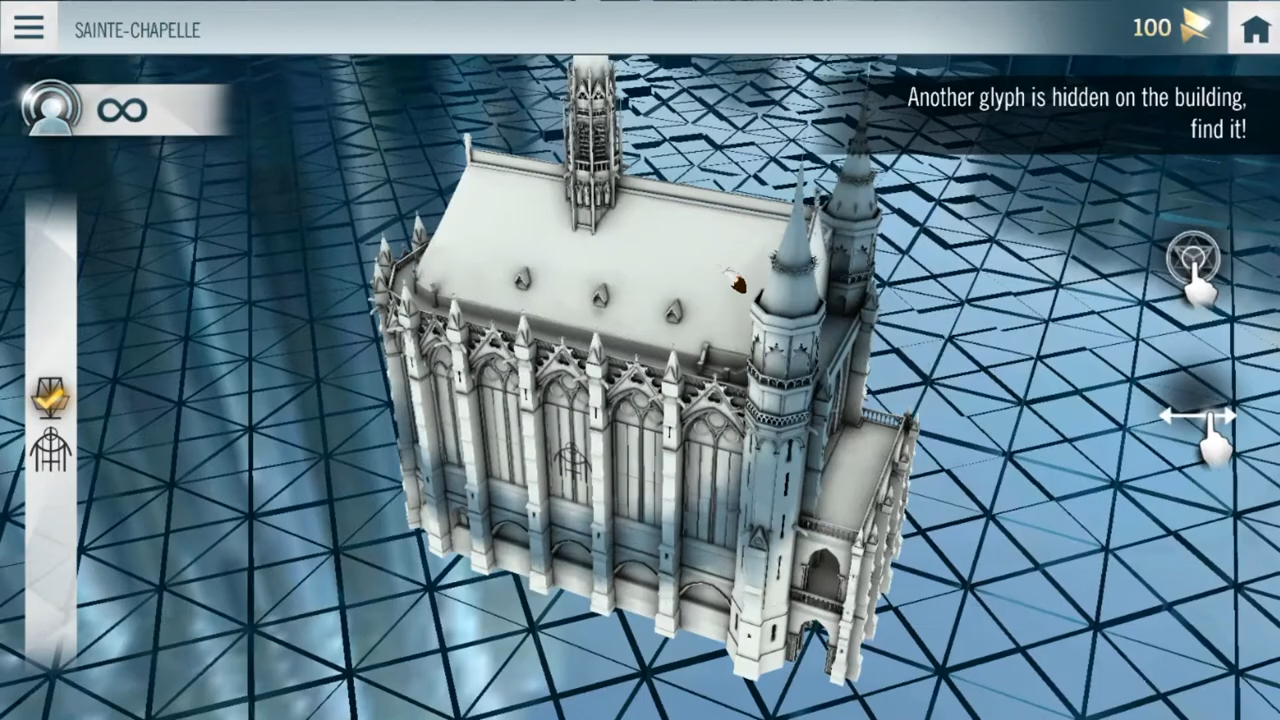 SAINTE-CHAPELLE
100
∞
Another glyph is hidden on the building,
find it!